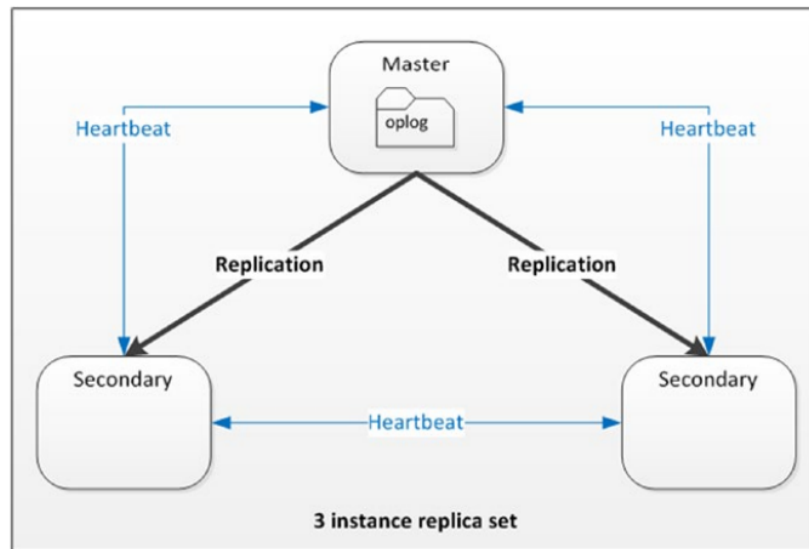 Master
oplog
Heartbeat
Heartbeat
Replication
Replication
Secondary
Secondary
Heartbeat
3 instance replica set